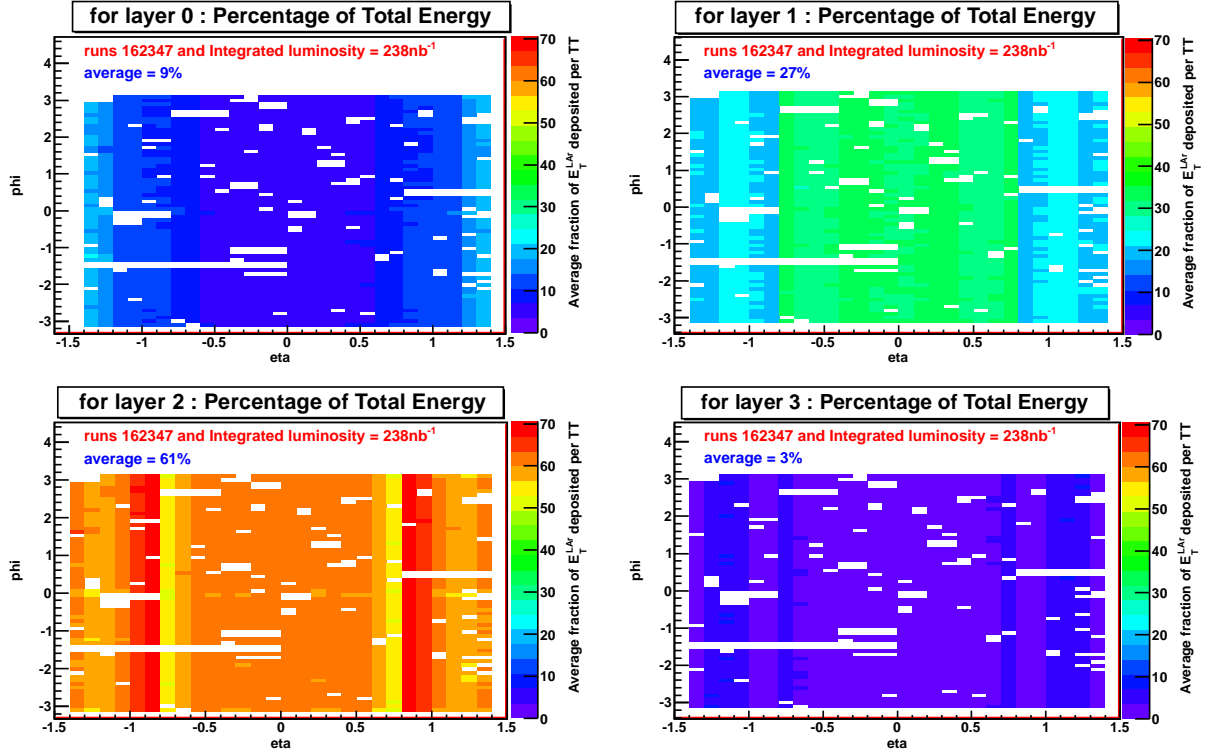 for layer 0 : Percentage of Total Energy
runs 162347 and Integrated luminosity = 238nb⁻¹
average = 9%
phi
4
3
2
1
0
-1
-2
-3
-1.5 -1 -0.5 0 0.5 1 1.5
eta
70
60
50
40
30
20
10
0
Average fraction of E_T^LAr deposited per TT
for layer 1 : Percentage of Total Energy
runs 162347 and Integrated luminosity = 238nb⁻¹
average = 27%
phi
4
3
2
1
0
-1
-2
-3
-1.5 -1 -0.5 0 0.5 1 1.5
eta
70
60
50
40
30
20
10
0
Average fraction of E_T^LAr deposited per TT
for layer 2 : Percentage of Total Energy
runs 162347 and Integrated luminosity = 238nb⁻¹
average = 61%
phi
4
3
2
1
0
-1
-2
-3
-1.5 -1 -0.5 0 0.5 1 1.5
eta
70
60
50
40
30
20
10
0
Average fraction of E_T^LAr deposited per TT
for layer 3 : Percentage of Total Energy
runs 162347 and Integrated luminosity = 238nb⁻¹
average = 3%
phi
4
3
2
1
0
-1
-2
-3
-1.5 -1 -0.5 0 0.5 1 1.5
eta
70
60
50
40
30
20
10
0
Average fraction of E_T^LAr deposited per TT